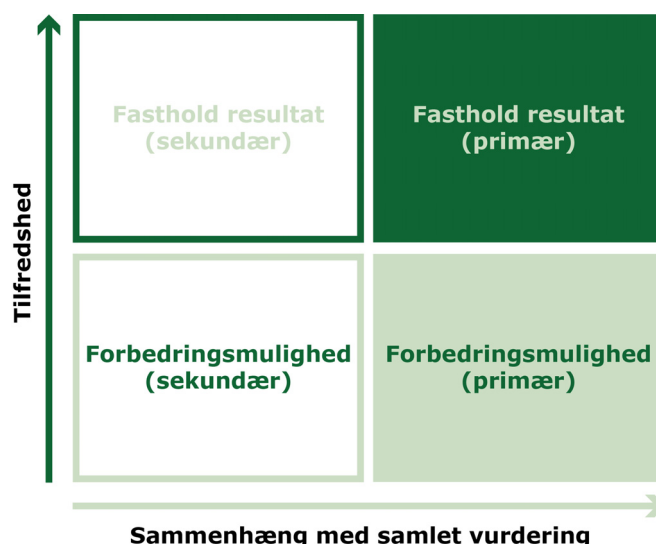 Tilfredshed
Fasthold resultat
(sekundær)
Fasthold resultat
(primær)
Forbedringsmulighed
(sekundær)
Forbedringsmulighed
(primær)
Sammenhæng med samlet vurdering